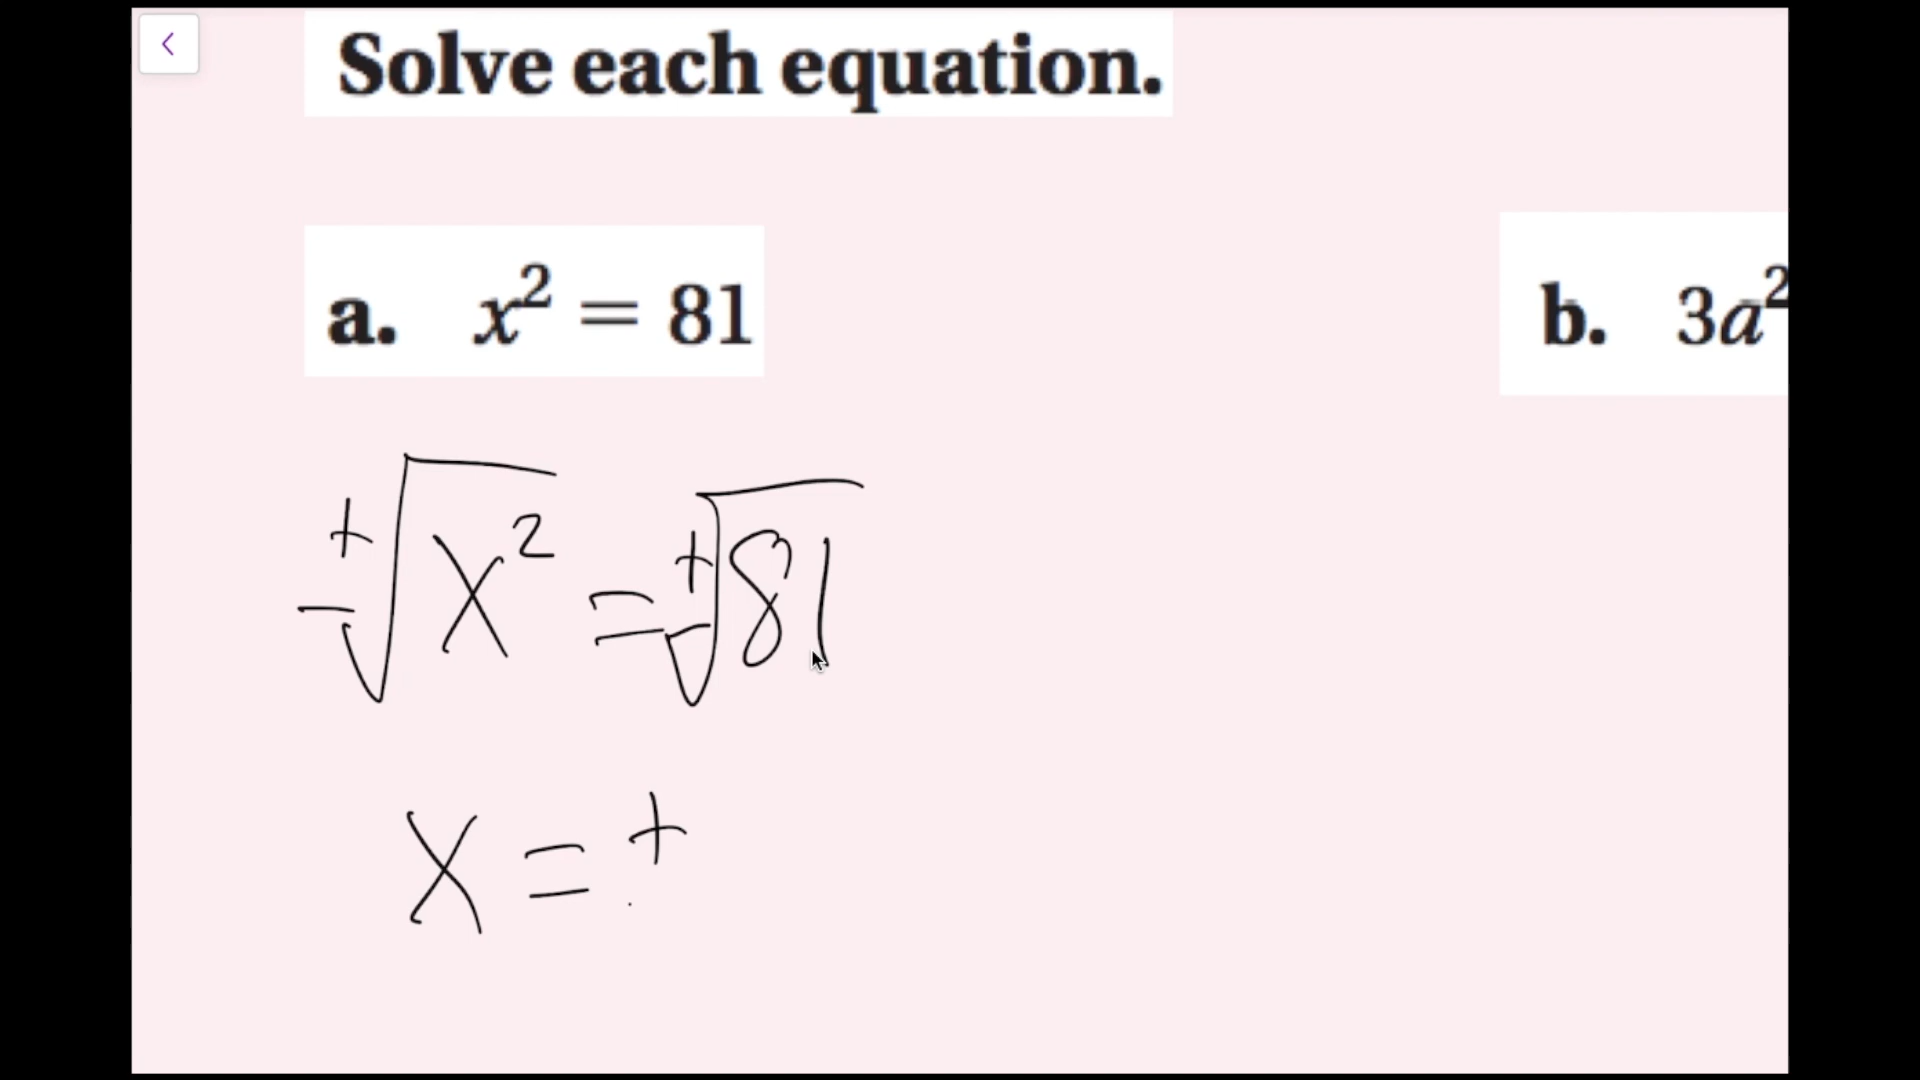 Solve each equation.
a. x² = 81
b. 3a²
±√x² = ±√81
x = +